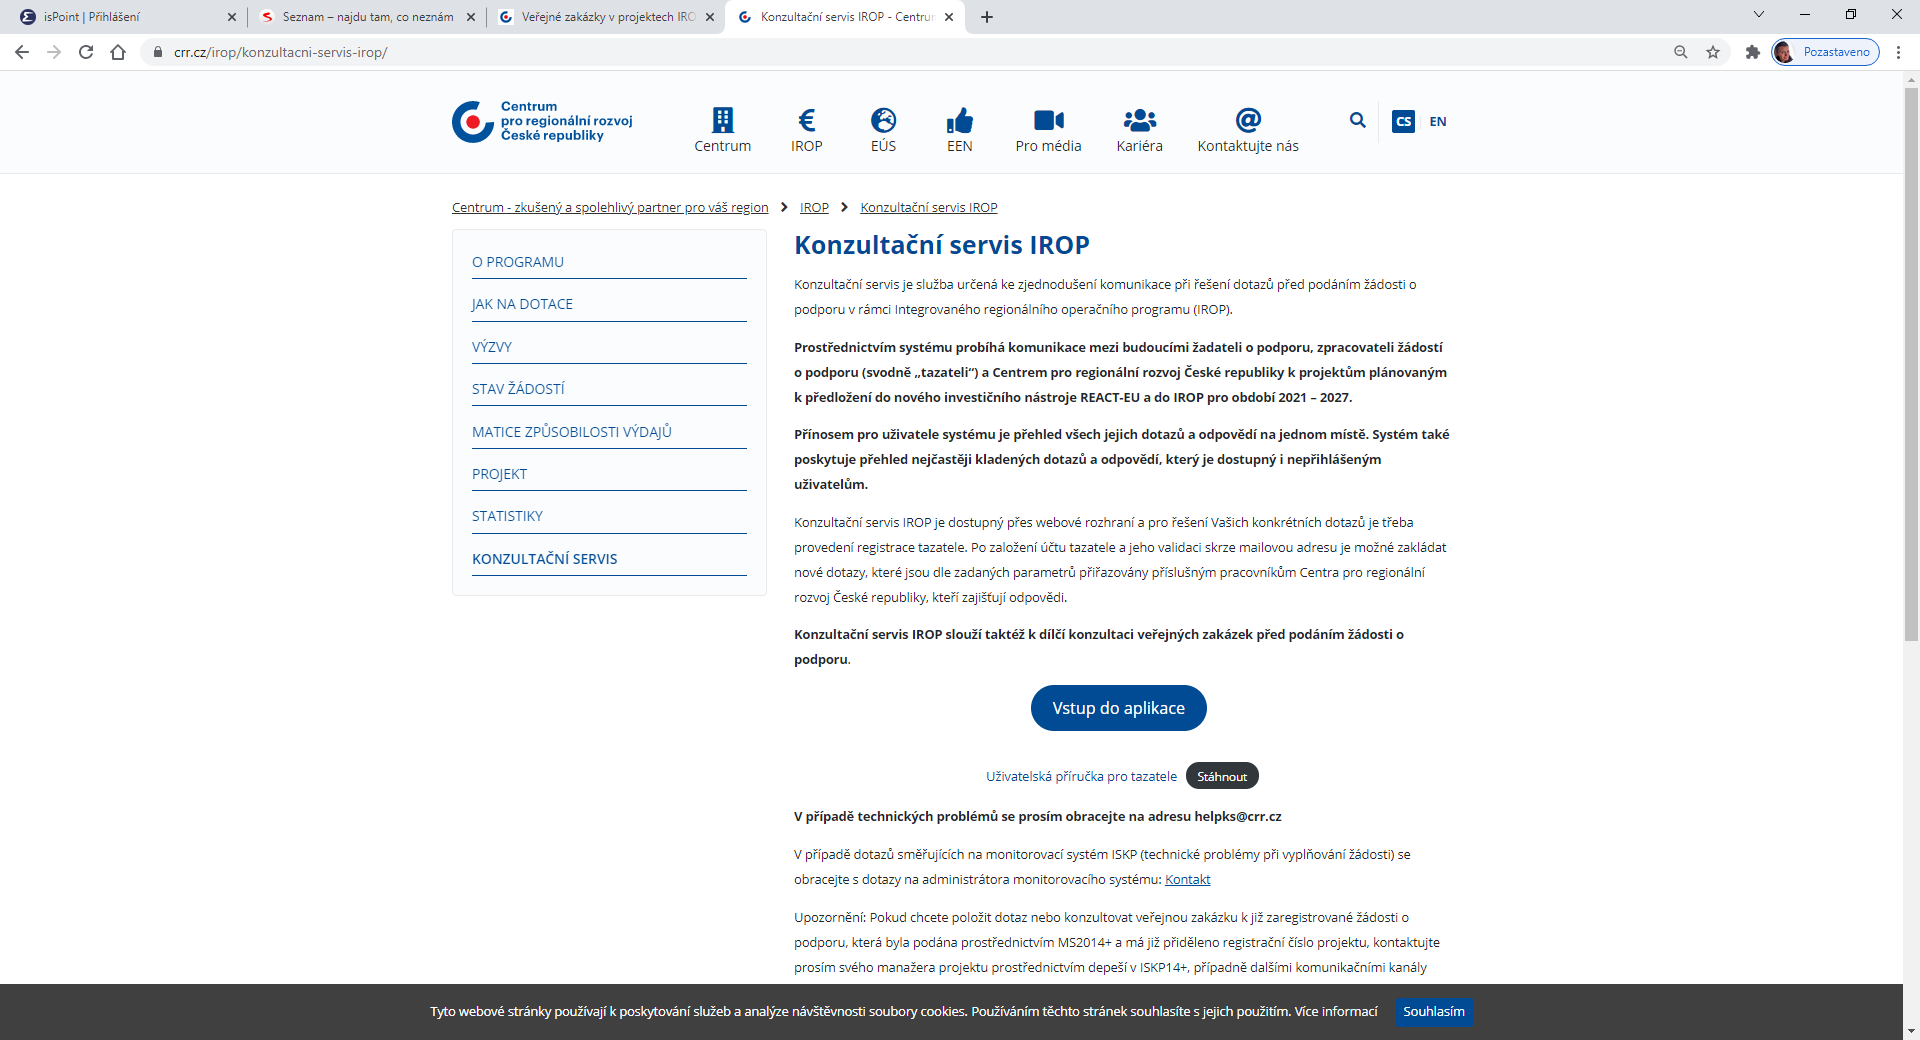 isPoint | Přihlášení
Seznam – najdu tam, co neznám
Veřejné zakázky v projektech IRO
Konzultační servis IROP - Centru
crr.cz/irop/konzultacni-servis-irop/
Pozastaveno
Centrum
pro regionální rozvoj
České republiky
Centrum
IROP
EÚS
EEN
Pro média
Kariéra
Kontaktujte nás
CS
EN
Centrum - zkušený a spolehlivý partner pro váš region
IROP
Konzultační servis IROP
O PROGRAMU
JAK NA DOTACE
VÝZVY
STAV ŽÁDOSTÍ
MATICE ZPŮSOBILOSTI VÝDAJŮ
PROJEKT
STATISTIKY
KONZULTAČNÍ SERVIS
Konzultační servis IROP
Konzultační servis je služba určená ke zjednodušení komunikace při řešení dotazů před podáním žádosti o
podporu v rámci Integrovaného regionálního operačního programu (IROP).
Prostřednictvím systému probíhá komunikace mezi budoucími žadateli o podporu, zpracovateli žádostí
o podporu (svodně „tazateli“) a Centrem pro regionální rozvoj České republiky k projektům plánovaným
k předložení do nového investičního nástroje REACT-EU a do IROP pro období 2021 – 2027.
Přínosem pro uživatele systému je přehled všech jejich dotazů a odpovědí na jednom místě. Systém také
poskytuje přehled nejčastěji kladených dotazů a odpovědí, který je dostupný i nepřihlášeným
uživatelům.
Konzultační servis IROP je dostupný přes webové rozhraní a pro řešení Vašich konkrétních dotazů je třeba
provedení registrace tazatele. Po založení účtu tazatele a jeho validaci skrze mailovou adresu je možné zakládat
nové dotazy, které jsou dle zadaných parametrů přiřazovány příslušným pracovníkům Centra pro regionální
rozvoj České republiky, kteří zajišťují odpovědi.
Konzultační servis IROP slouží taktéž k dílčí konzultaci veřejných zakázek před podáním žádosti o
podporu.
Vstup do aplikace
Uživatelská příručka pro tazatele
Stáhnout
V případě technických problémů se prosím obracejte na adresu helpks@crr.cz
V případě dotazů směřujících na monitorovací systém ISKP (technické problémy při vyplňování žádosti) se
obracejte s dotazy na administrátora monitorovacího systému: Kontakt
Upozornění: Pokud chcete položit dotaz nebo konzultovat veřejnou zakázku k již zaregistrované žádosti o
podporu, která byla podána prostřednictvím MS2014+ a má již přiděleno registrační číslo projektu, kontaktujte
prosím svého manažera projektu prostřednictvím depeší v ISKP14+, případně dalšími komunikačními kanály
Tyto webové stránky používají k poskytování služeb a analýze návštěvnosti soubory cookies. Používáním těchto stránek souhlasíte s jejich použitím. Více informací
Souhlasím